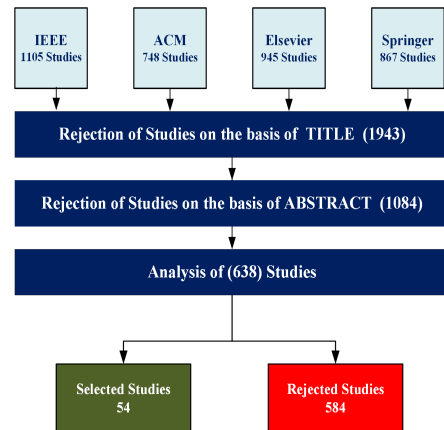 IEEE
1105 Studies
ACM
748 Studies
Elsevier
945 Studies
Springer
867 Studies
Rejection of Studies on the basis of TITLE (1943)
Rejection of Studies on the basis of ABSTRACT (1084)
Analysis of (638) Studies
Selected Studies
54
Rejected Studies
584